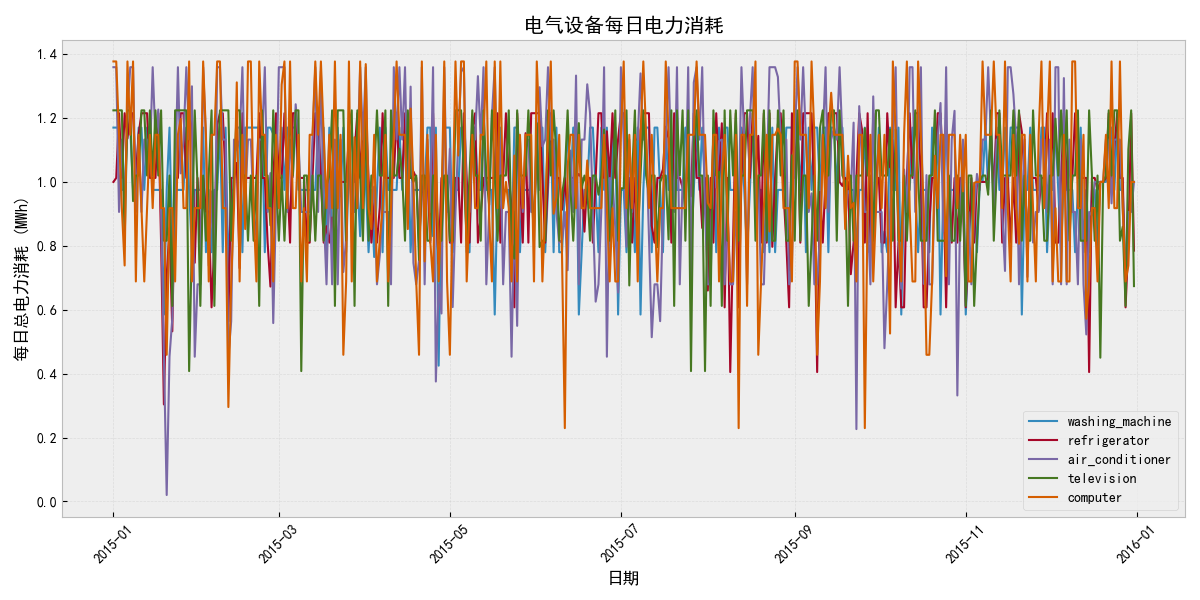 电气设备每日电力消耗
每日总电力消耗 (MWh)
1.4
1.2
1.0
0.8
0.6
0.4
0.2
0.0
washing_machine
refrigerator
air_conditioner
television
computer
2015-01
2015-03
2015-05
2015-07
2015-09
2015-11
2016-01
日期